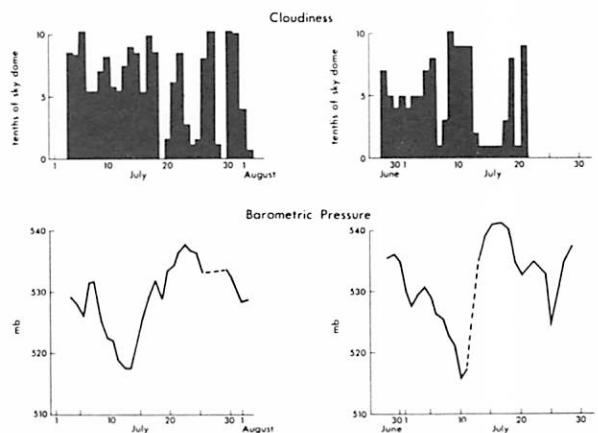 Cloudiness
tenths of sky dome
10
5
0
1 10 20 30 1
July August
tenths of sky dome
10
5
0
30 1 10 20 30
June July
Barometric Pressure
mb
540
530
520
510
1 10 20 30 1
July August
mb
540
530
520
510
30 1 10 20 30
June July